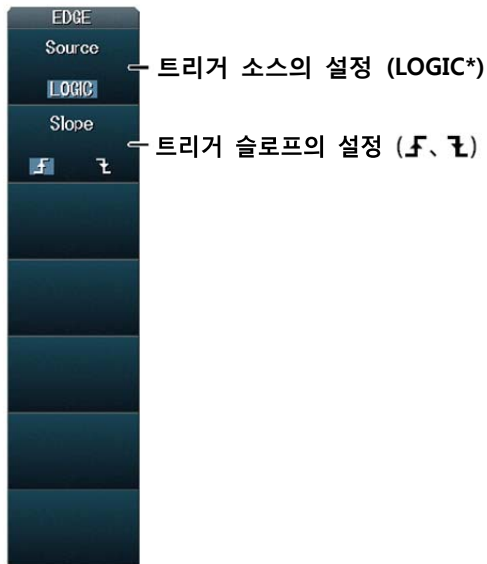 EDGE
Source
LOGIC
트리거 소스의 설정 (LOGIC*)
Slope
트리거 슬로프의 설정 (、)